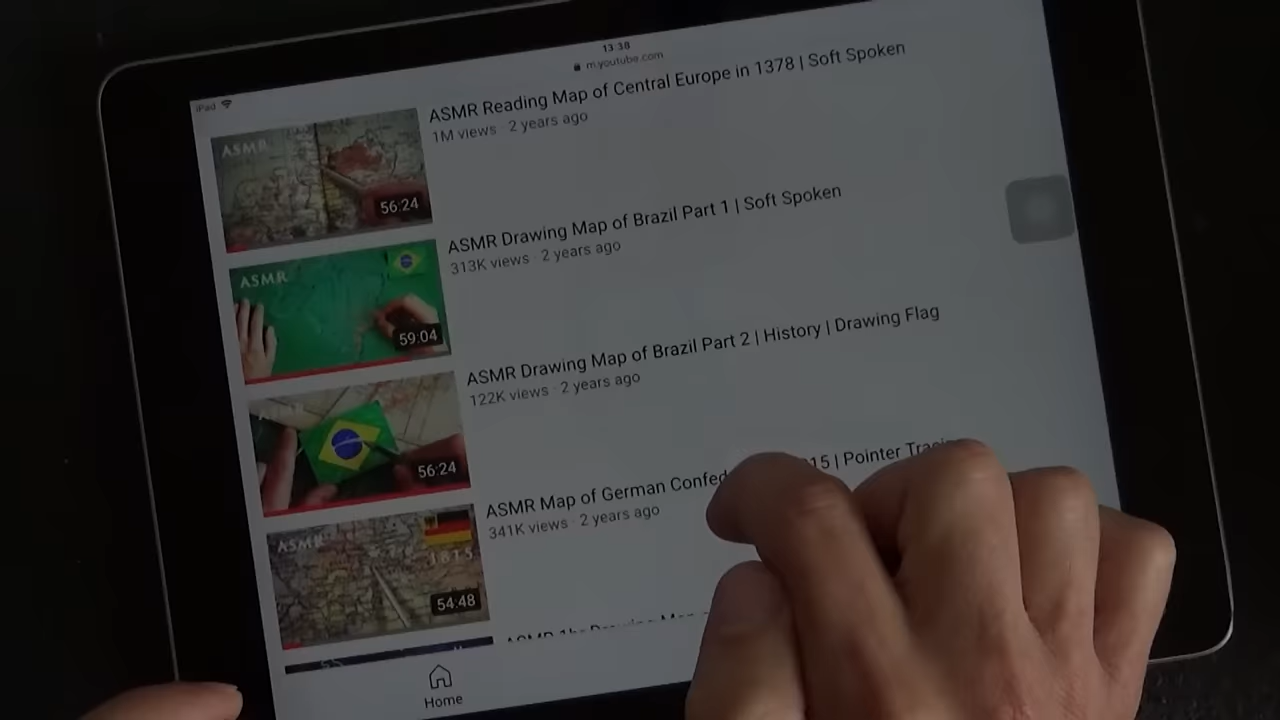 13:38
iPad
m.youtube.com
ASMR Reading Map of Central Europe in 1378 | Soft Spoken
1M views · 2 years ago
ASMR
56:24
ASMR Drawing Map of Brazil Part 1 | Soft Spoken
313K views · 2 years ago
ASMR
59:04
ASMR Drawing Map of Brazil Part 2 | History | Drawing Flag
122K views · 2 years ago
56:24
ASMR Map of German 15 | Pointer
341K views · 2 years ago
ASMR
1815
54:48
Home